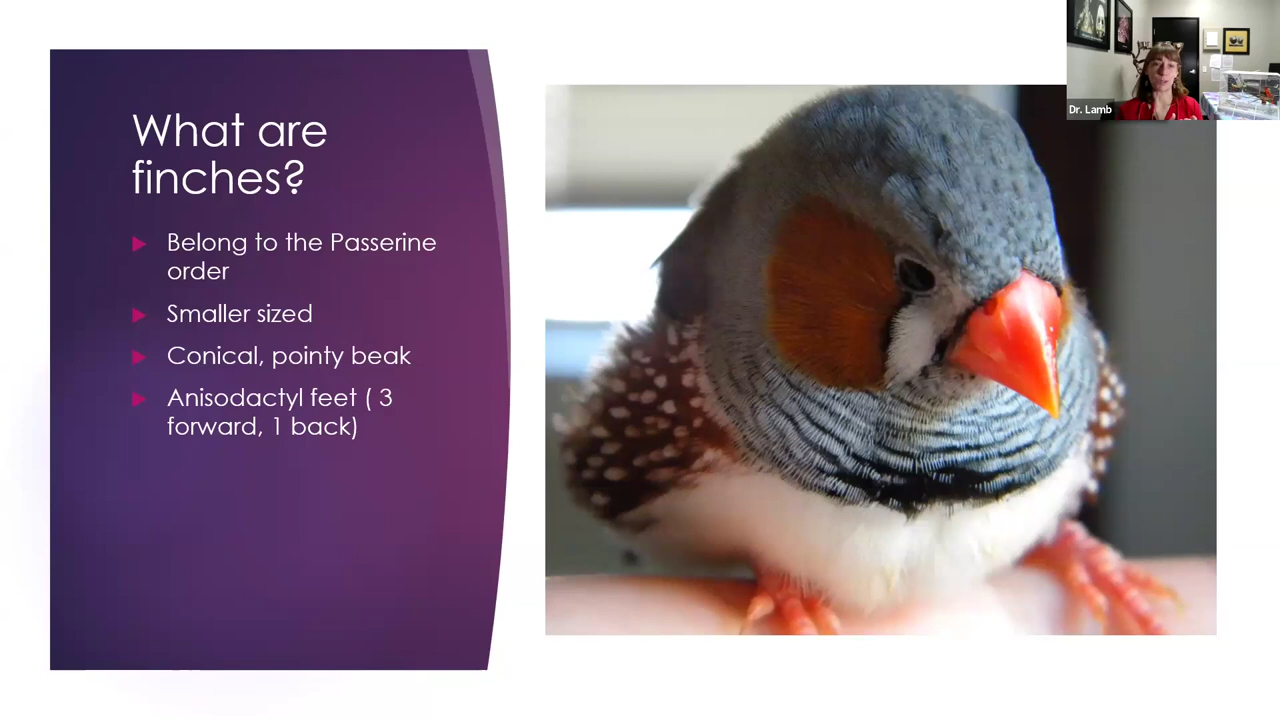 What are
finches?
Belong to the Passerine
order
Smaller sized
Conical, pointy beak
Anisodactyl feet ( 3
forward, 1 back)
Dr. Lamb